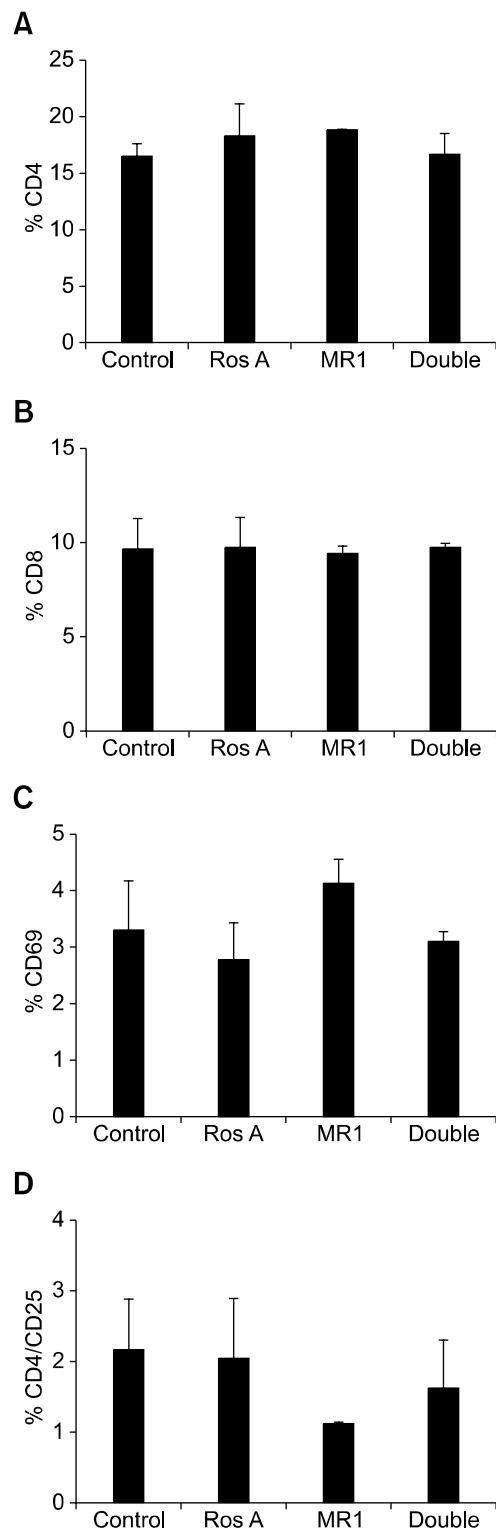 A
25
20
15
10
5
0
% CD4
Control Ros A MR1 Double
B
15
10
5
0
% CD8
Control Ros A MR1 Double
C
5
4
3
2
1
0
% CD69
Control Ros A MR1 Double
D
4
3
2
1
0
% CD4/CD25
Control Ros A MR1 Double